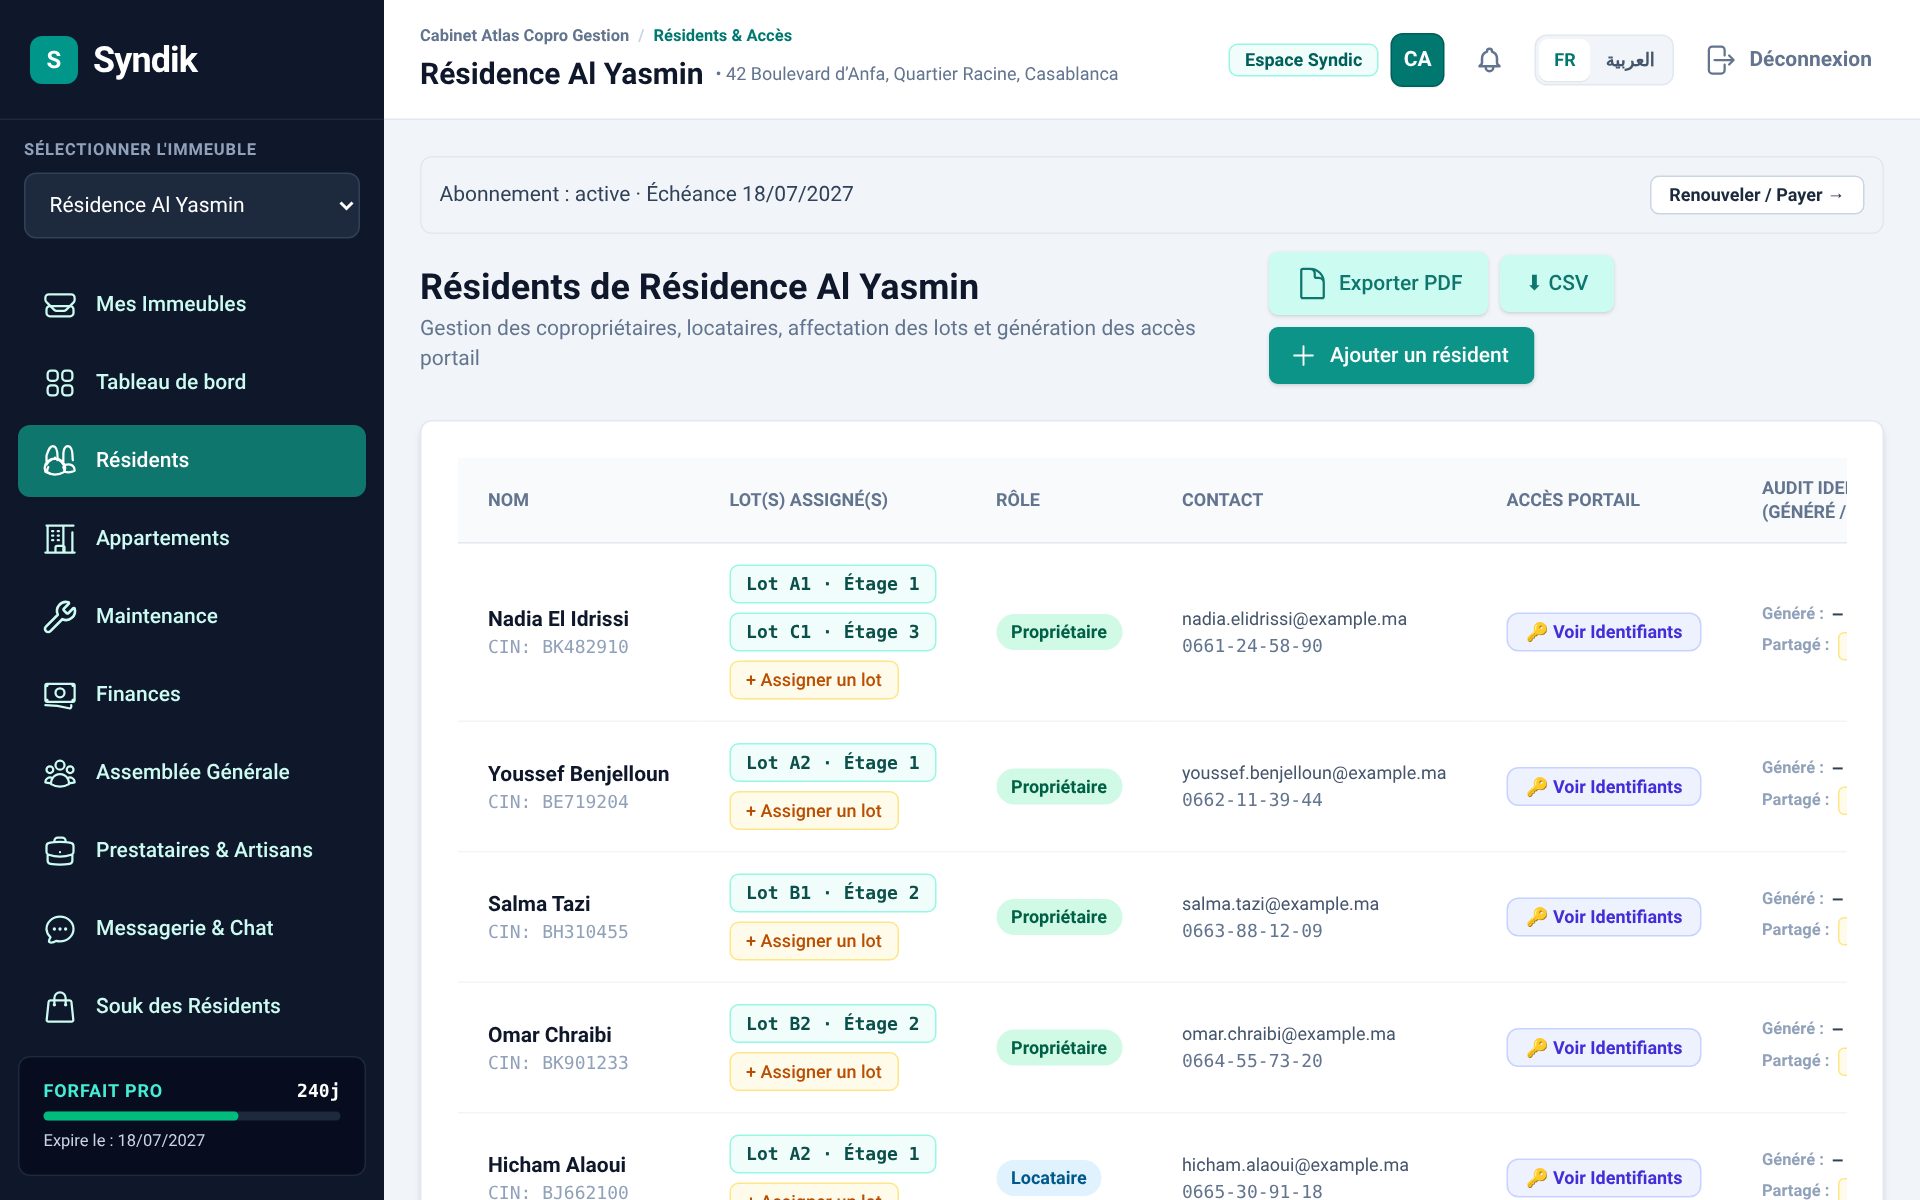 S Syndik
SÉLECTIONNER L'IMMEUBLE
Résidence Al Yasmin
Mes Immeubles
Tableau de bord
Résidents
Appartements
Maintenance
Finances
Assemblée Générale
Prestataires & Artisans
Messagerie & Chat
Souk des Résidents
FORFAIT PRO 240j
Expire le : 18/07/2027
Cabinet Atlas Copro Gestion / Résidents & Accès
Résidence Al Yasmin • 42 Boulevard d’Anfa, Quartier Racine, Casablanca
Espace Syndic CA FR العربية Déconnexion
Abonnement : active · Échéance 18/07/2027
Renouveler / Payer →
Résidents de Résidence Al Yasmin
Gestion des copropriétaires, locataires, affectation des lots et génération des accès
portail
Exporter PDF
⬇ CSV
+ Ajouter un résident
NOM LOT(S) ASSIGNÉ(S) RÔLE CONTACT ACCÈS PORTAIL AUDIT
(GÉNÉRÉ /
Nadia El Idrissi
CIN: BK482910
Lot A1 · Étage 1
Lot C1 · Étage 3
+ Assigner un lot
Propriétaire
nadia.elidrissi@example.ma
0661-24-58-90
🔑 Voir Identifiants
Généré : –
Partagé :
Youssef Benjelloun
CIN: BE719204
Lot A2 · Étage 1
+ Assigner un lot
Propriétaire
youssef.benjelloun@example.ma
0662-11-39-44
🔑 Voir Identifiants
Généré : –
Partagé :
Salma Tazi
CIN: BH310455
Lot B1 · Étage 2
+ Assigner un lot
Propriétaire
salma.tazi@example.ma
0663-88-12-09
🔑 Voir Identifiants
Généré : –
Partagé :
Omar Chraibi
CIN: BK901233
Lot B2 · Étage 2
+ Assigner un lot
Propriétaire
omar.chraibi@example.ma
0664-55-73-20
🔑 Voir Identifiants
Généré : –
Partagé :
Hicham Alaoui
CIN: BJ662100
Lot A2 · Étage 1
+ Assigner un lot
Locataire
hicham.alaoui@example.ma
0665-30-91-18
🔑 Voir Identifiants
Généré : –
Partagé :